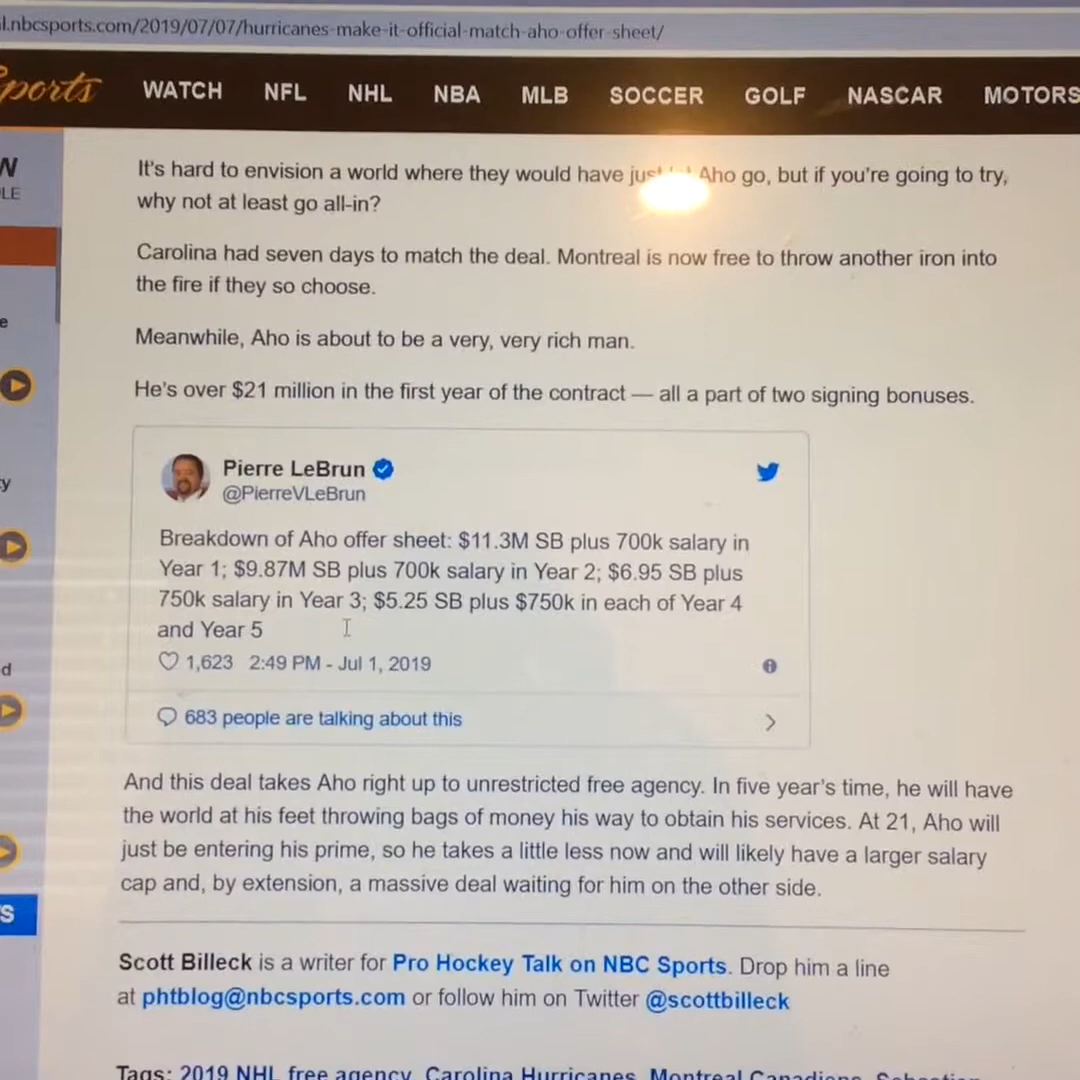 l.nbcsports.com/2019/07/07/hurricanes-make-it-official-match-aho-offer-sheet/
ports WATCH NFL NHL NBA MLB SOCCER GOLF NASCAR MOTORS
W
LE
It's hard to envision a world where they would have just Aho go, but if you're going to try,
why not at least go all-in?
Carolina had seven days to match the deal. Montreal is now free to throw another iron into
the fire if they so choose.
e
Meanwhile, Aho is about to be a very, very rich man.
He's over $21 million in the first year of the contract — all a part of two signing bonuses.
Pierre LeBrun
@PierreVLeBrun
y
Breakdown of Aho offer sheet: $11.3M SB plus 700k salary in
Year 1; $9.87M SB plus 700k salary in Year 2; $6.95 SB plus
750k salary in Year 3; $5.25 SB plus $750k in each of Year 4
and Year 5
1,623 2:49 PM - Jul 1, 2019
d
683 people are talking about this
And this deal takes Aho right up to unrestricted free agency. In five year's time, he will have
the world at his feet throwing bags of money his way to obtain his services. At 21, Aho will
just be entering his prime, so he takes a little less now and will likely have a larger salary
cap and, by extension, a massive deal waiting for him on the other side.
S
Scott Billeck is a writer for Pro Hockey Talk on NBC Sports. Drop him a line
at phtblog@nbcsports.com or follow him on Twitter @scottbilleck
Tags: 2019 NHL free agency, Carolina Hurricanes, Montreal Canadiens, Sebastian